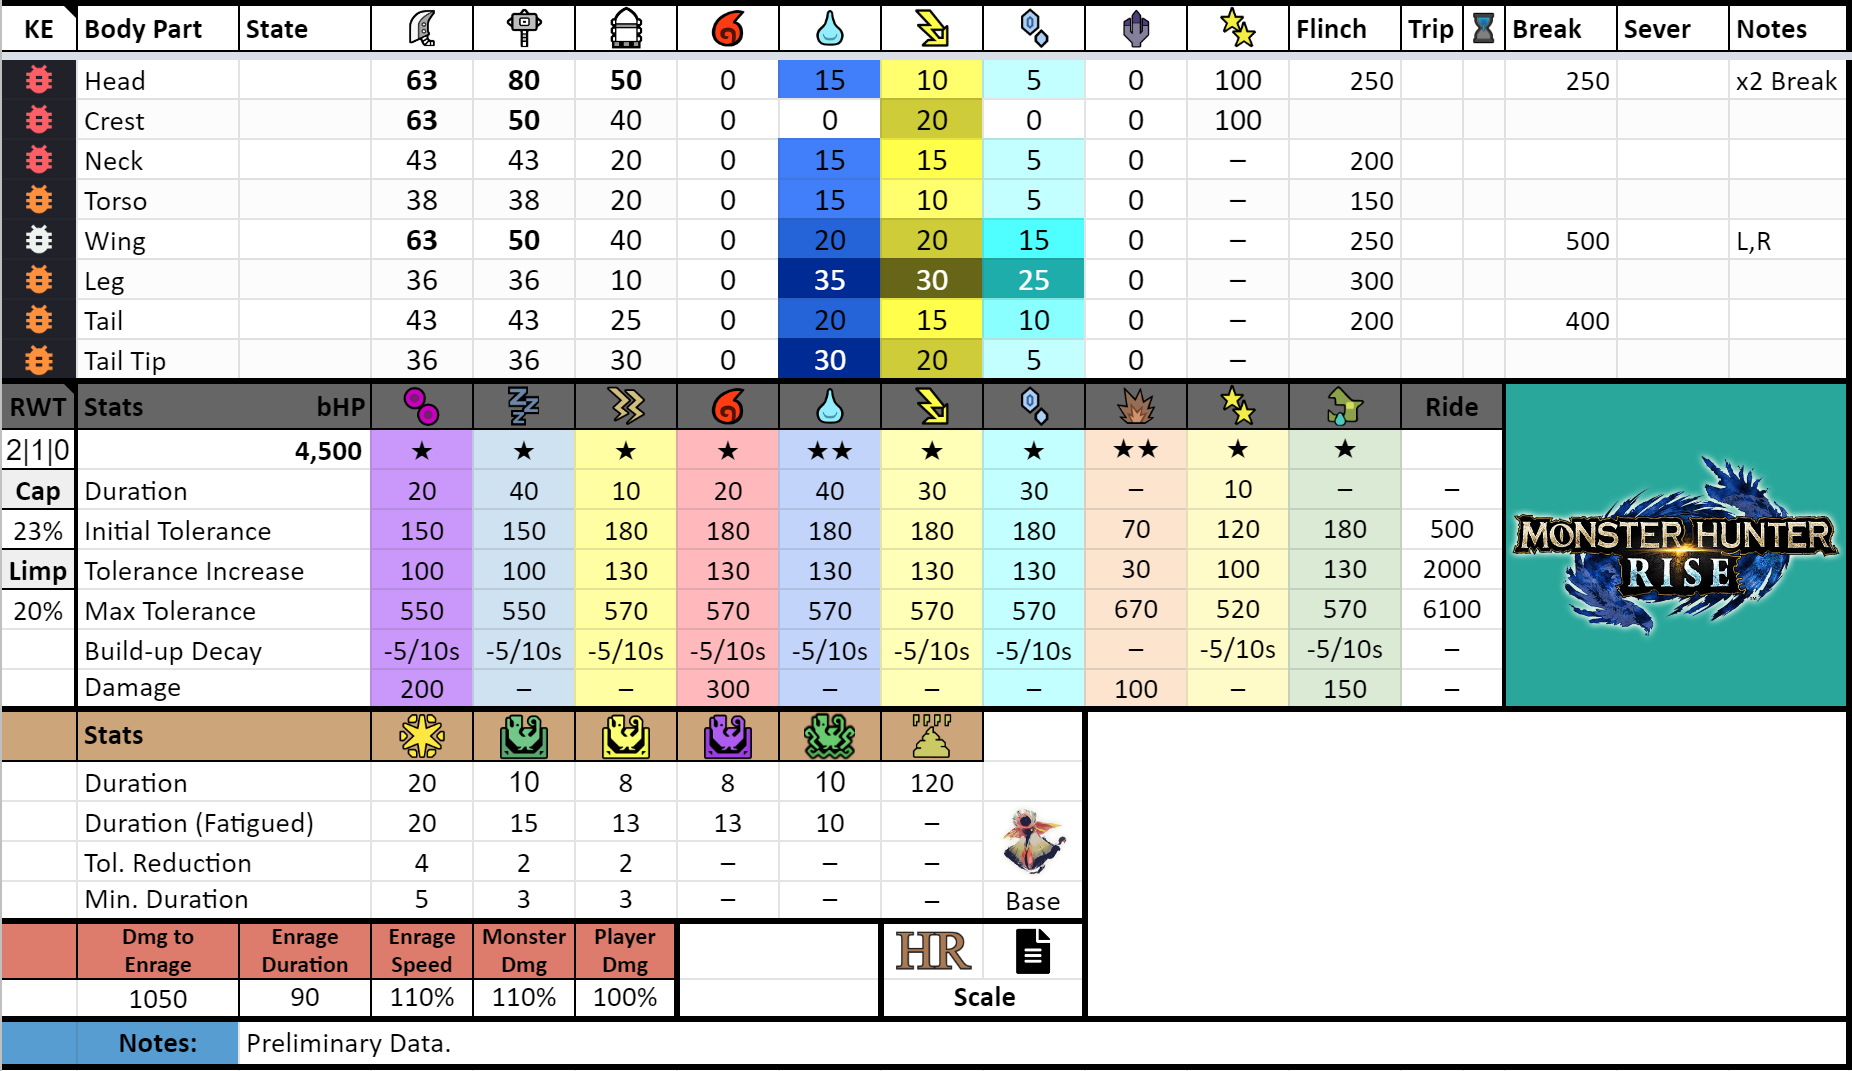 KE Body Part State Flinch Trip Break Sever Notes
Head 63 80 50 0 15 10 5 0 100 250 250 x2 Break
Crest 63 50 40 0 0 20 0 0 100
Neck 43 43 20 0 15 15 5 0 – 200
Torso 38 38 20 0 15 10 5 0 – 150
Wing 63 50 40 0 20 20 15 0 – 250 500 L,R
Leg 36 36 10 0 35 30 25 0 – 300
Tail 43 43 25 0 20 15 10 0 – 200 400
Tail Tip 36 36 30 0 30 20 5 0 –
RWT Stats bHP Ride
2|1|0 4,500 ★ ★ ★ ★ ★★ ★ ★ ★★ ★ ★
Cap Duration 20 40 10 20 40 30 30 – 10 – –
23% Initial Tolerance 150 150 180 180 180 180 180 70 120 180 500
Limp Tolerance Increase 100 100 130 130 130 130 130 30 100 130 2000
20% Max Tolerance 550 550 570 570 570 570 570 670 520 570 6100
Build-up Decay -5/10s -5/10s -5/10s -5/10s -5/10s -5/10s -5/10s – -5/10s -5/10s –
Damage 200 – – 300 – – – 100 – 150 –
MONSTER HUNTER
RISE
Stats
Duration 20 10 8 8 10 120
Duration (Fatigued) 20 15 13 13 10 –
Tol. Reduction 4 2 2 – – –
Min. Duration 5 3 3 – – – Base
Dmg to Enrage Enrage Duration Enrage Speed Monster Dmg Player Dmg HR
1050 90 110% 110% 100% Scale
Notes: Preliminary Data.